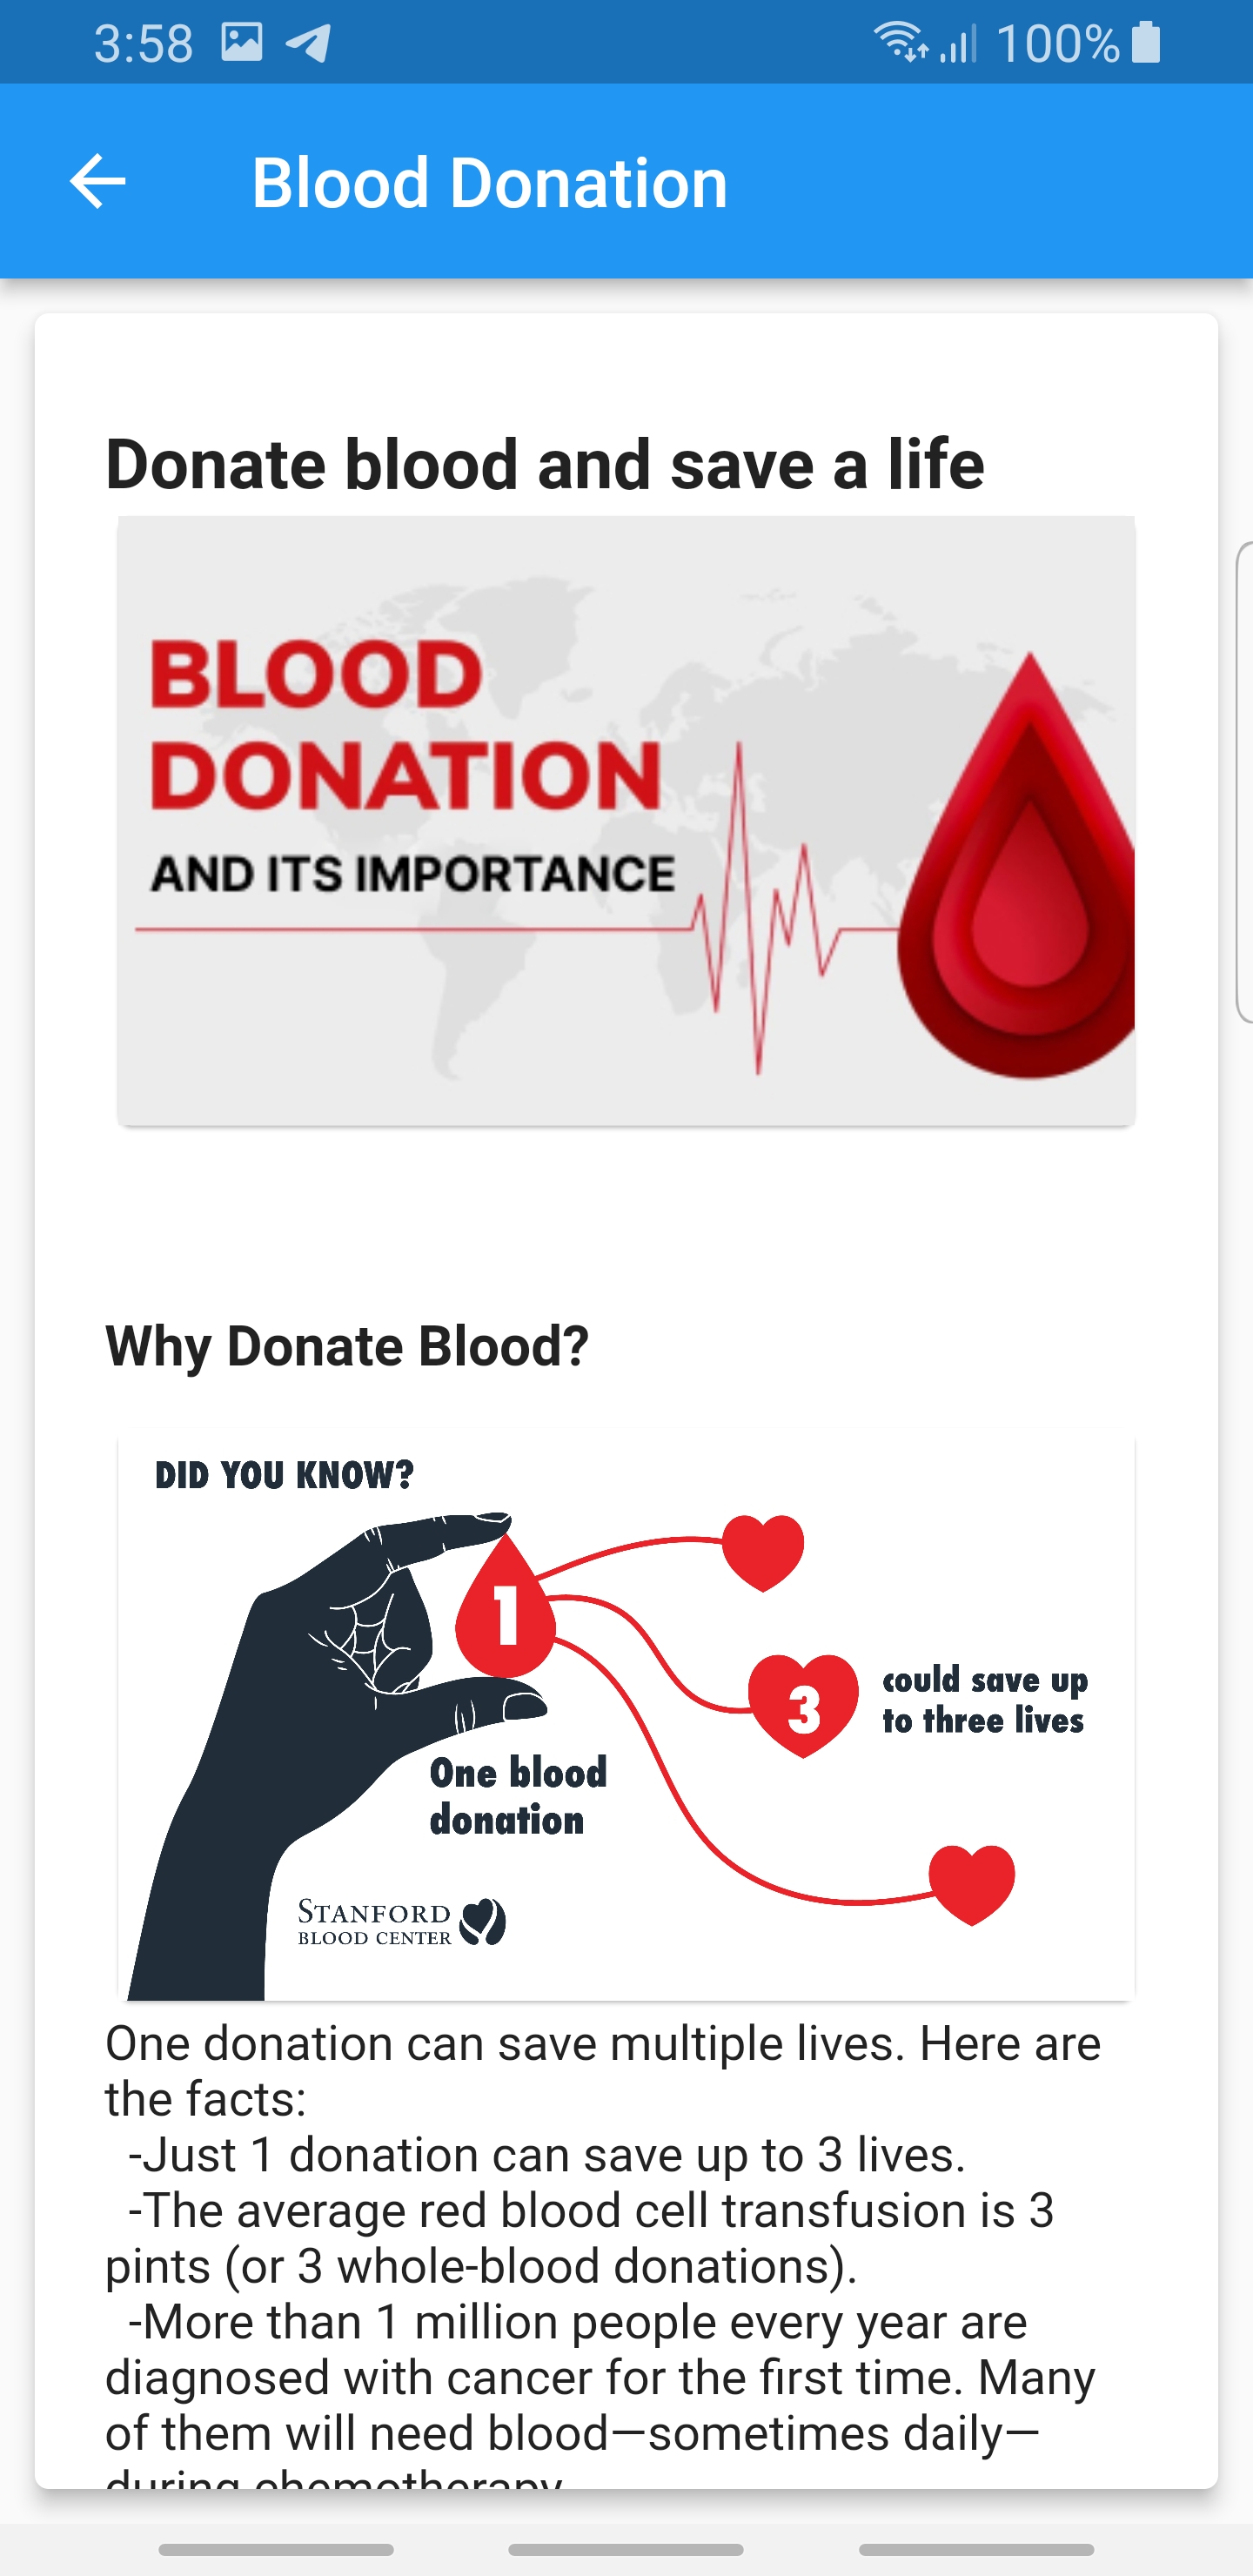 3:58 100%
Blood Donation
Donate blood and save a life
BLOOD
DONATION
AND ITS IMPORTANCE
Why Donate Blood?
DID YOU KNOW?
1
3
could save up
to three lives
One blood
donation
STANFORD
BLOOD CENTER
One donation can save multiple lives. Here are
the facts:
-Just 1 donation can save up to 3 lives.
-The average red blood cell transfusion is 3
pints (or 3 whole-blood donations).
-More than 1 million people every year are
diagnosed with cancer for the first time. Many
of them will need blood—sometimes daily—
during chemotherapy